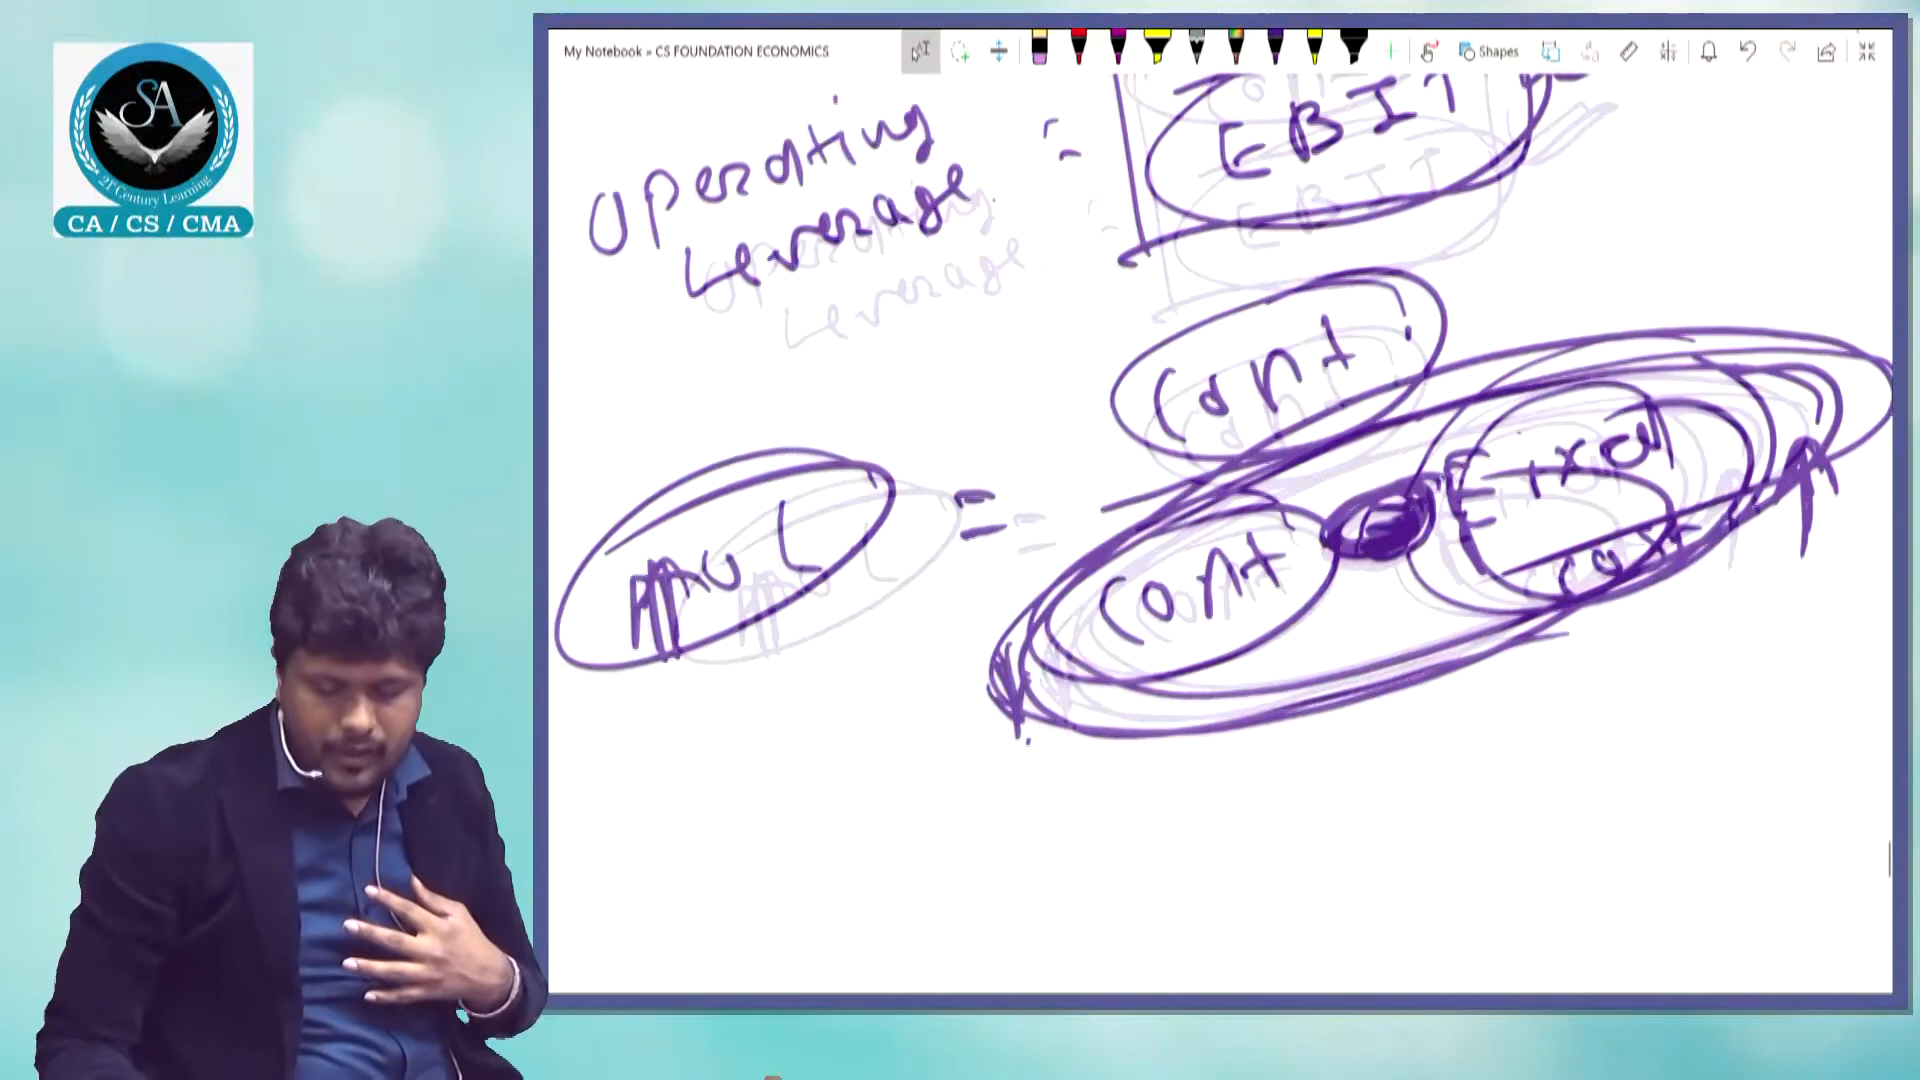 SA
21st Century Learning
CA / CS / CMA
My Notebook » CS FOUNDATION ECONOMICS
Shapes
Operating
Leverage
=
EBIT
Cont
=
Cont - Fixed
Cost